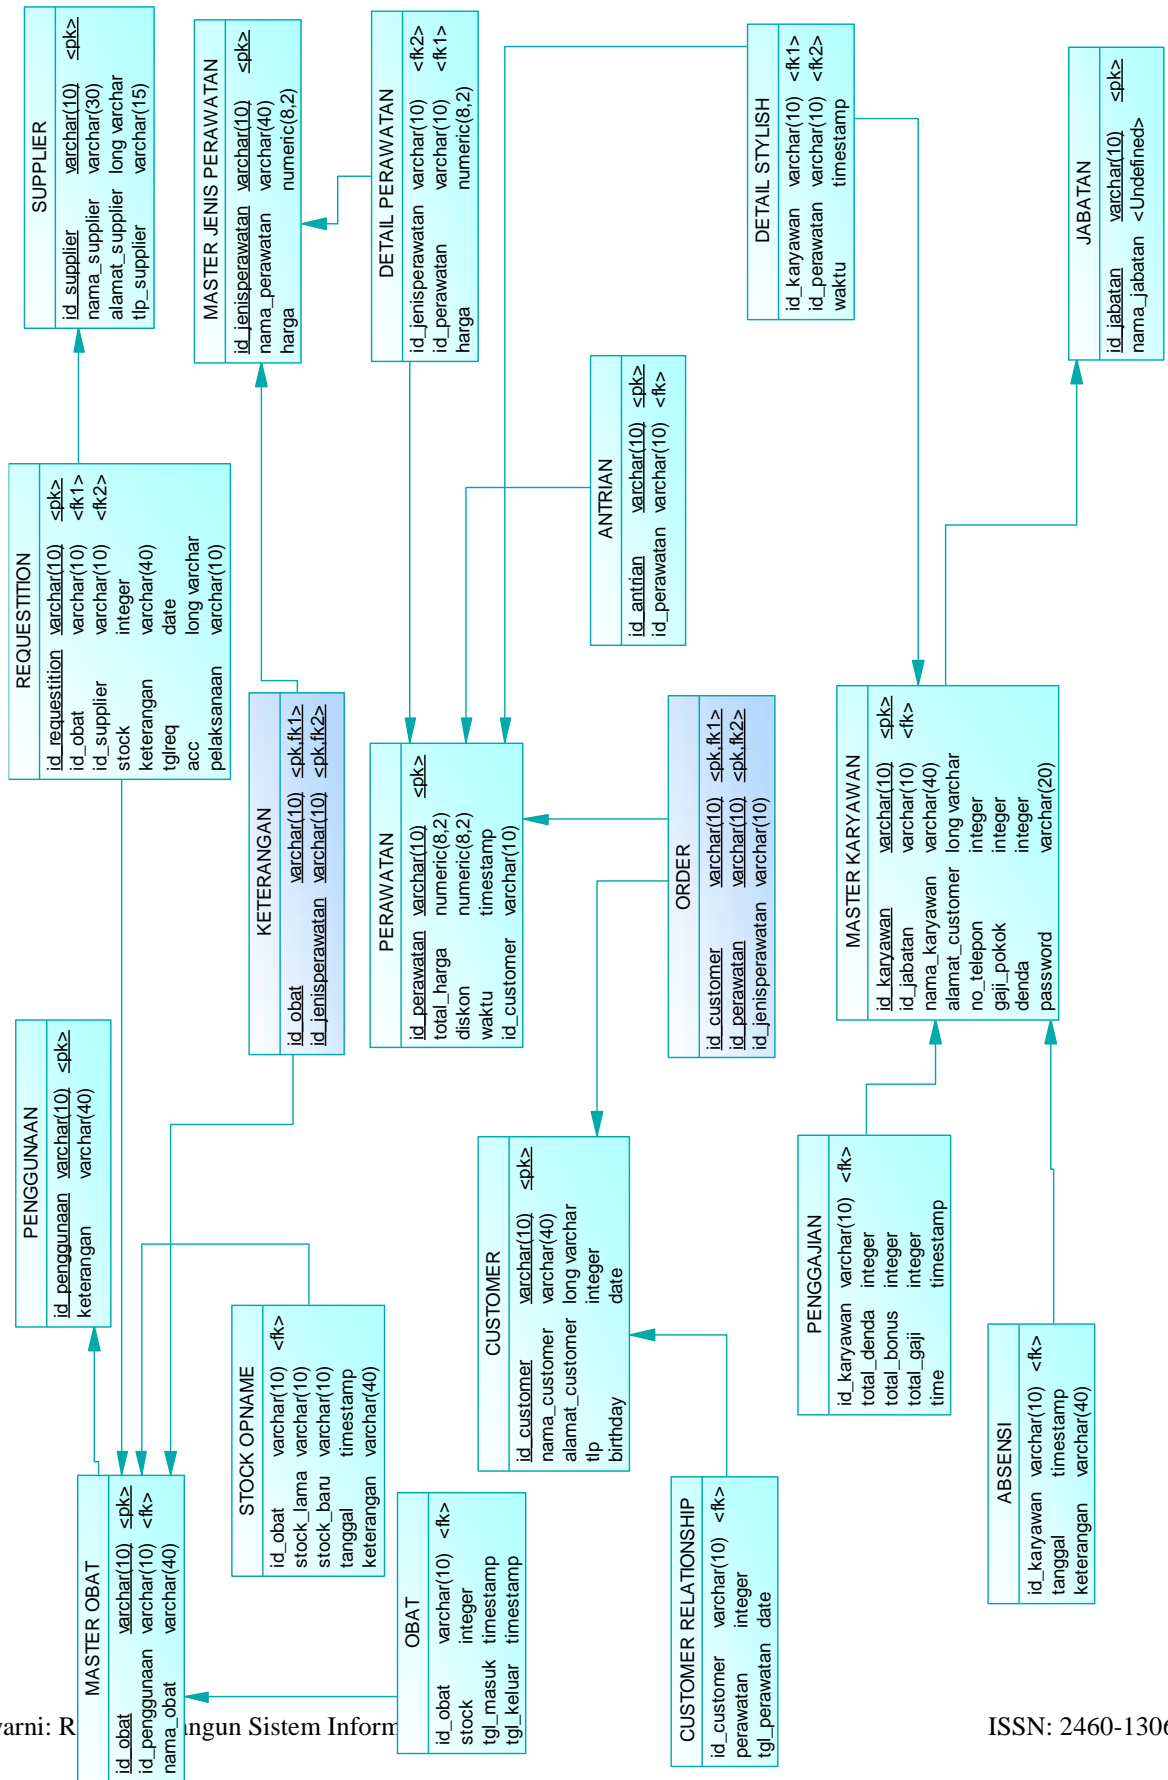 SUPPLIER
id_supplier varchar(10) <pk>
nama_supplier varchar(30)
alamat_supplier long varchar
tlp_supplier varchar(15)
MASTER JENIS PERAWATAN
id_jenisperawatan varchar(10) <pk>
nama_perawatan varchar(40)
harga numeric(8,2)
DETAIL PERAWATAN
id_jenisperawatan varchar(10) <fk2>
id_perawatan varchar(10) <fk1>
harga numeric(8,2)
DETAIL STYLISH
id_karyawan varchar(10) <fk1>
id_perawatan varchar(10) <fk2>
waktu timestamp
JABATAN
id_jabatan varchar(10) <pk>
nama_jabatan <Undefined>
REQUESTITION
id_requestition varchar(10) <pk>
id_obat varchar(10) <fk1>
id_supplier varchar(10) <fk2>
stock integer
keterangan varchar(40)
tglreq date
acc long varchar
pelaksanaan varchar(10)
ANTRIAN
id_antrian varchar(10) <pk>
id_perawatan varchar(10) <fk>
KETERANGAN
id_obat varchar(10) <pk,fk1>
id_jenisperawatan varchar(10) <pk,fk2>
PERAWATAN
id_perawatan varchar(10) <pk>
total_harga numeric(8,2)
diskon numeric(8,2)
waktu timestamp
id_customer varchar(10)
ORDER
id_customer varchar(10) <pk,fk1>
id_perawatan varchar(10) <pk,fk2>
id_jenisperawatan varchar(10)
MASTER KARYAWAN
id_karyawan varchar(10) <pk>
id_jabatan varchar(10) <fk>
nama_karyawan varchar(40)
alamat_customer long varchar
no_telepon integer
gaji_pokok integer
denda integer
password varchar(20)
PENGGUNAAN
id_penggunaan varchar(10) <pk>
keterangan varchar(40)
STOCK OPNAME
id_obat varchar(10) <fk>
stock_lama varchar(10)
stock_baru varchar(10)
tanggal timestamp
keterangan varchar(40)
CUSTOMER
id_customer varchar(10) <pk>
nama_customer varchar(40)
alamat_customer long varchar
tlp integer
birthday date
PENGGAJIAN
id_karyawan varchar(10) <fk>
total_denda integer
total_bonus integer
total_gaji integer
time timestamp
ABSENSI
id_karyawan varchar(10) <fk>
tanggal timestamp
keterangan varchar(40)
MASTER OBAT
id_obat varchar(10) <pk>
id_penggunaan varchar(10) <fk>
nama_obat varchar(40)
OBAT
id_obat varchar(10) <fk>
stock integer
tgl_masuk timestamp
tgl_keluar timestamp
CUSTOMER RELATIONSHIP
id_customer varchar(10) <fk>
perawatan integer
tgl_perawatan date
varni: R angun Sistem Inform ISSN: 2460-1306